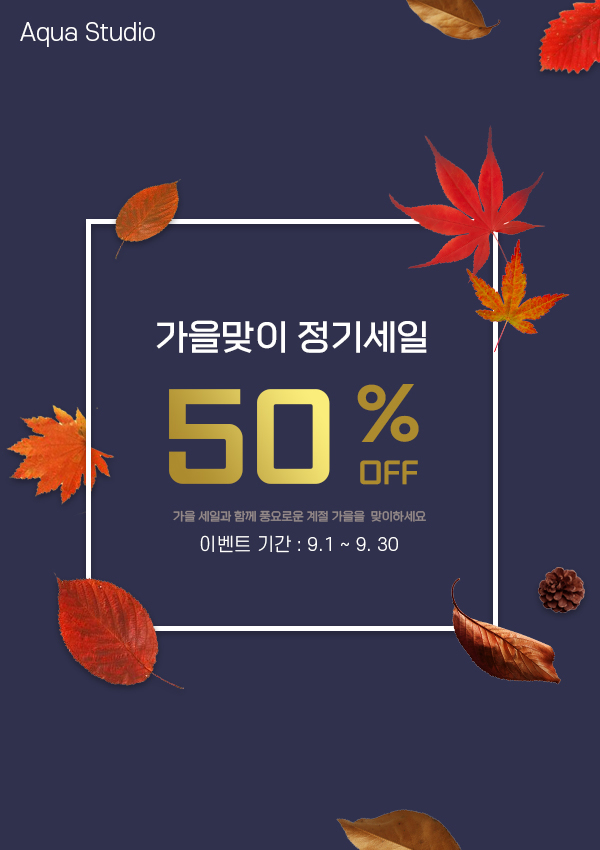 Aqua Studio
가을맞이 정기세일
50 %
OFF
가을 세일과 함께 풍요로운 계절 가을을 맞이하세요
이벤트 기간 : 9.1 ~ 9. 30